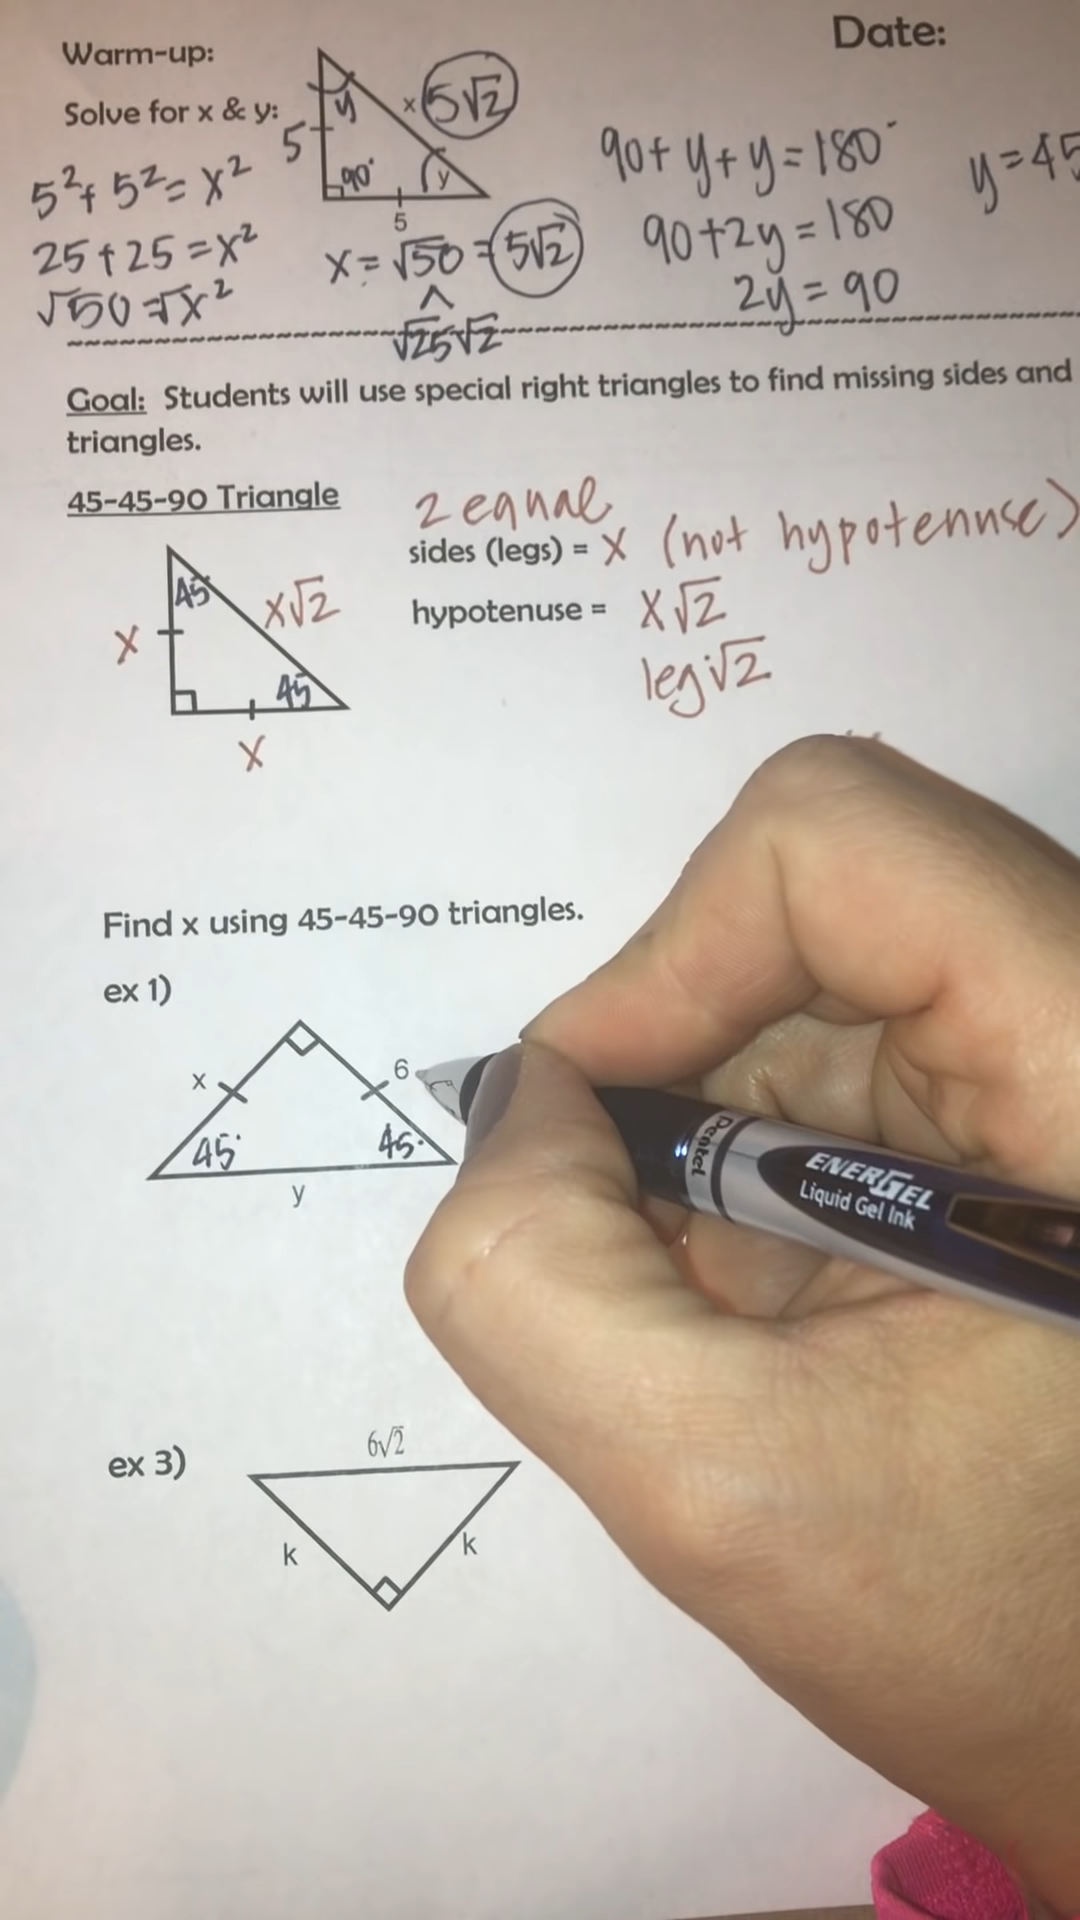 Date:
Warm-up:
Solve for x & y:
5
y
x 5√2
90°
y
5
5² + 5² = x²
25 + 25 = x²
√50 = √x²
x = √50 = 5√2
√25 √2
90 + y + y = 180°
90 + 2y = 180
2y = 90
y = 45
Goal: Students will use special right triangles to find missing sides and
triangles.
45-45-90 Triangle
2 equal
sides (legs) = x (not hypotenuse)
hypotenuse = x√2
leg√2
45
x√2
x
45
x
Find x using 45-45-90 triangles.
ex 1)
x
6
45°
45°
y
Pentel
ENERGEL
Liquid Gel Ink
ex 3)
6√2
k
k